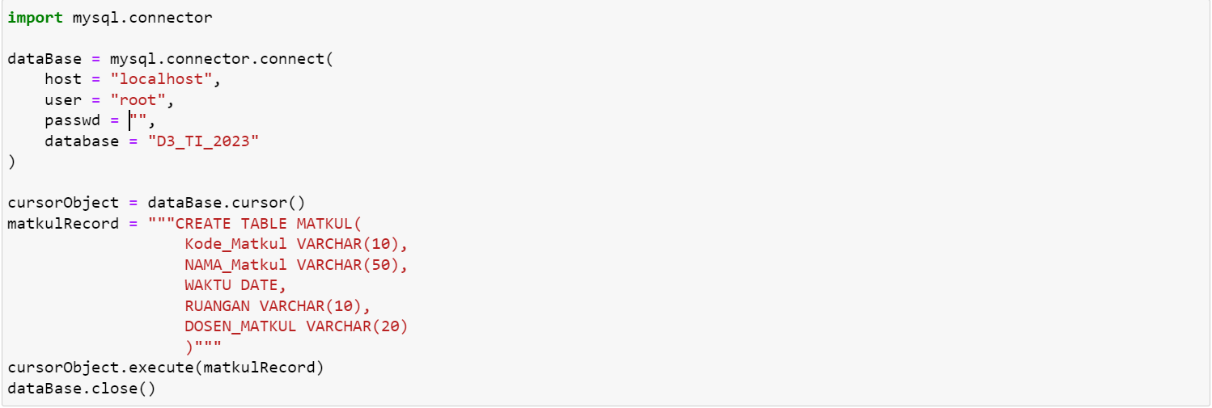 import mysql.connector
dataBase = mysql.connector.connect(
host = "localhost",
user = "root",
passwd = "",
database = "D3_TI_2023"
)
cursorObject = dataBase.cursor()
matkulRecord = """CREATE TABLE MATKUL(
Kode_Matkul VARCHAR(10),
NAMA_Matkul VARCHAR(50),
WAKTU DATE,
RUANGAN VARCHAR(10),
DOSEN_MATKUL VARCHAR(20)
)"""
cursorObject.execute(matkulRecord)
dataBase.close()